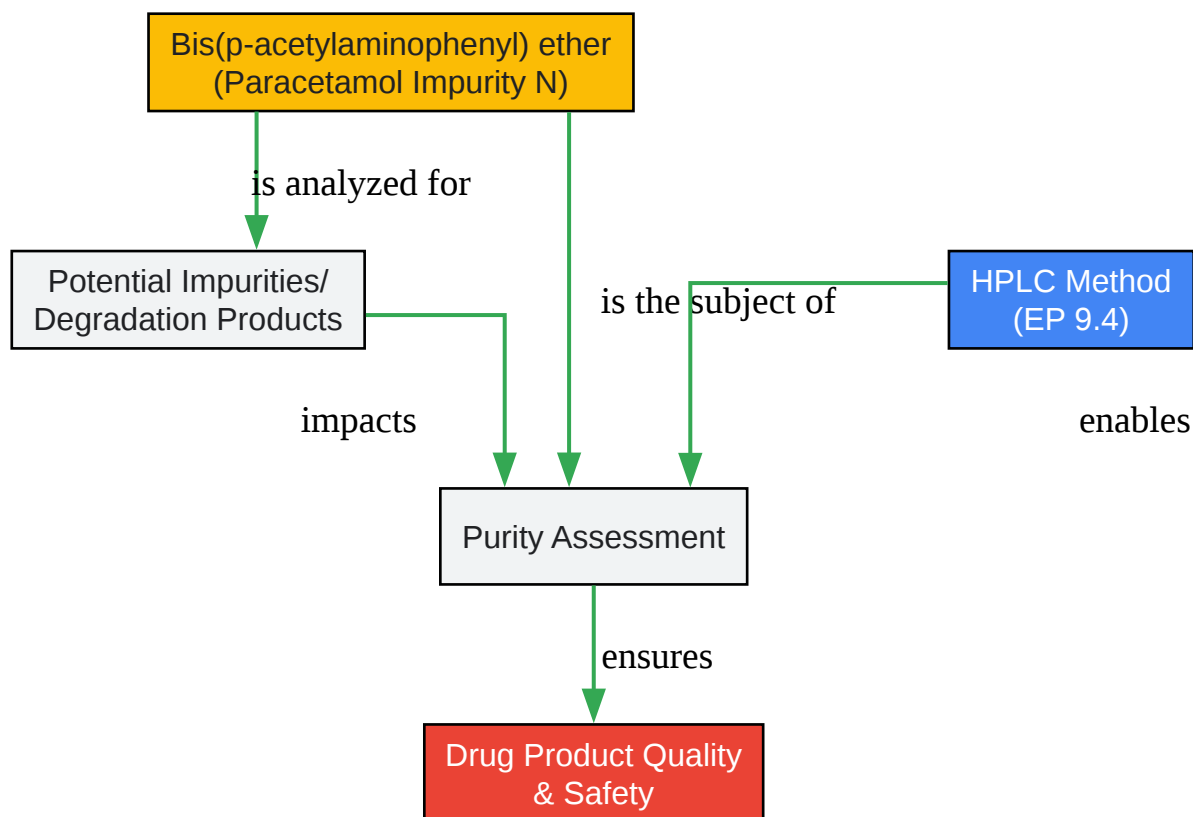 Bis(p-acetylaminophenyl) ether
(Paracetamol Impurity N)
is analyzed for
Potential Impurities/
Degradation Products
is the subject of
HPLC Method
(EP 9.4)
impacts
enables
Purity Assessment
ensures
Drug Product Quality
& Safety